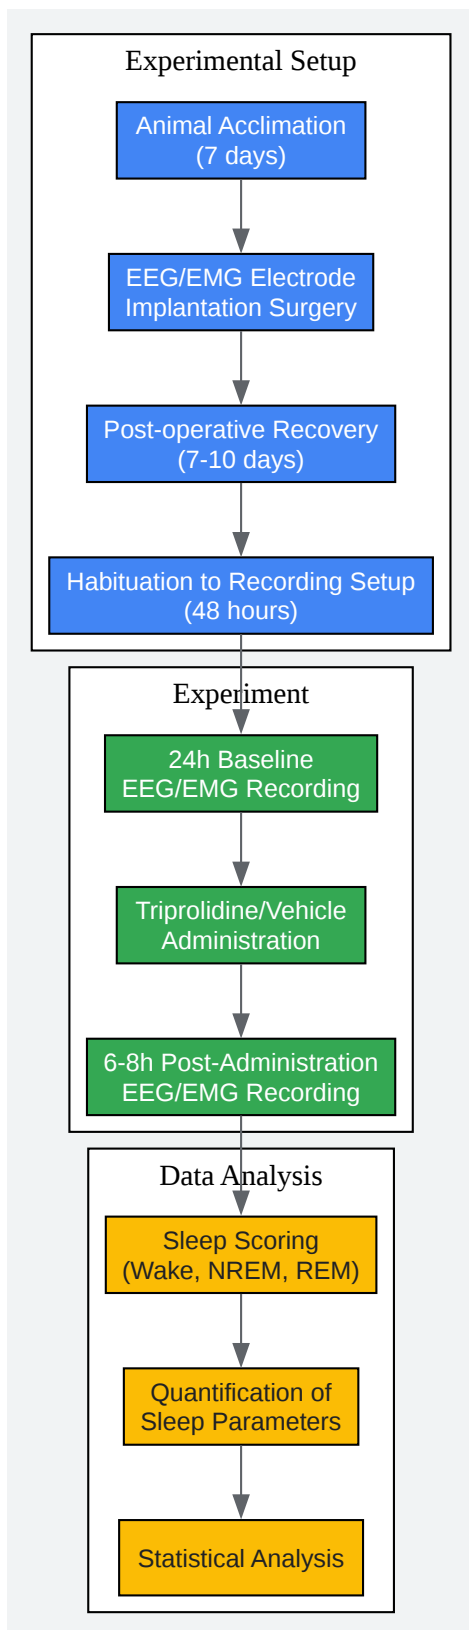 Experimental Setup
Animal Acclimation
(7 days)
EEG/EMG Electrode
Implantation Surgery
Post-operative Recovery
(7-10 days)
Habituation to Recording Setup
(48 hours)
Experiment
24h Baseline
EEG/EMG Recording
Triprolidine/Vehicle
Administration
6-8h Post-Administration
EEG/EMG Recording
Data Analysis
Sleep Scoring
(Wake, NREM, REM)
Quantification of
Sleep Parameters
Statistical Analysis